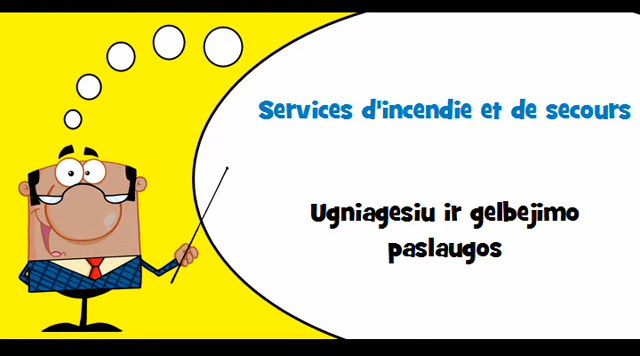 Services d'incendie et de secours
Ugniagesiu ir gelbejimo
paslaugos